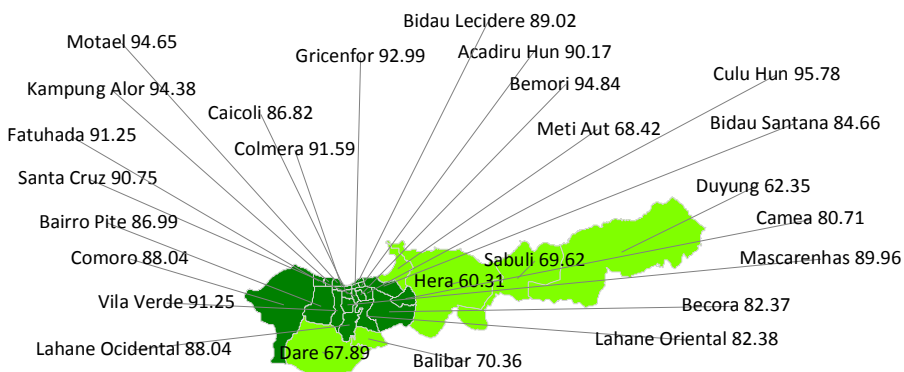 Bidau Lecidere 89.02
Motael 94.65
Acadiru Hun 90.17
Gricenfor 92.99
Culu Hun 95.78
Bemori 94.84
Kampung Alor 94.38
Caicoli 86.82
Bidau Santana 84.66
Meti Aut 68.42
Fatuhada 91.25
Colmera 91.59
Santa Cruz 90.75
Duyung 62.35
Bairro Pite 86.99
Camea 80.71
Comoro 88.04
Sabuli 69.62
Mascarenhas 89.96
Hera 60.31
Vila Verde 91.25
Becora 82.37
Lahane Oriental 82.38
Lahane Ocidental 88.04
Dare 67.89
Balibar 70.36